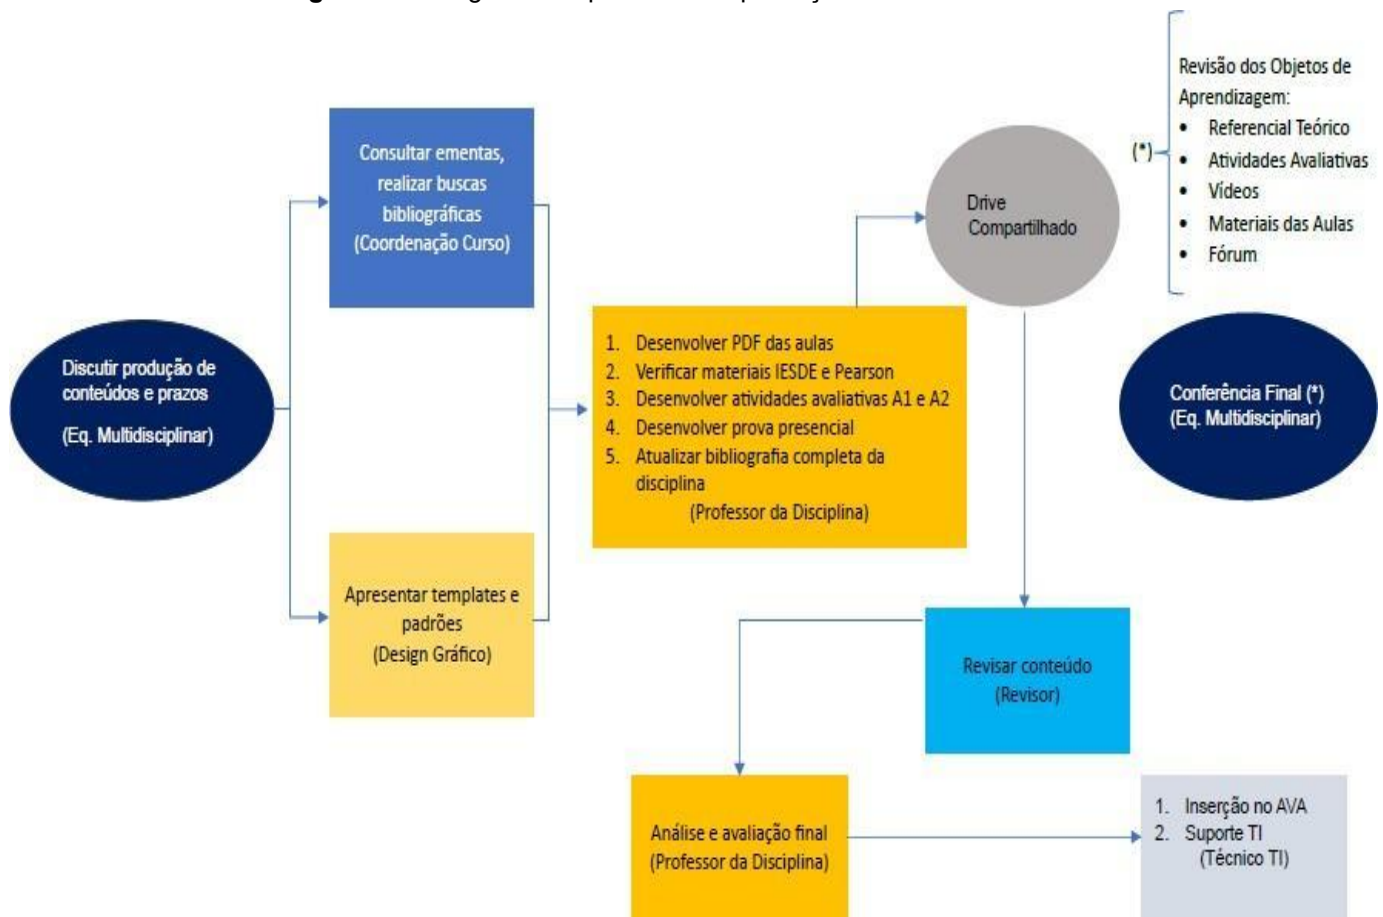 Consultar ementas,
realizar buscas
bibliográficas
(Coordenação Curso)
Discutir produção de
conteúdos e prazos
(Eq. Multidisciplinar)
Apresentar templates e
padrões
(Design Gráfico)
1. Desenvolver PDF das aulas
2. Verificar materiais IESDE e Pearson
3. Desenvolver atividades avaliativas A1 e A2
4. Desenvolver prova presencial
5. Atualizar bibliografia completa da
disciplina
(Professor da Disciplina)
Drive
Compartilhado
(*)
Revisão dos Objetos de
Aprendizagem:
• Referencial Teórico
• Atividades Avaliativas
• Vídeos
• Materiais das Aulas
• Fórum
Conferência Final (*)
(Eq. Multidisciplinar)
Revisar conteúdo
(Revisor)
Análise e avaliação final
(Professor da Disciplina)
1. Inserção no AVA
2. Suporte TI
(Técnico TI)